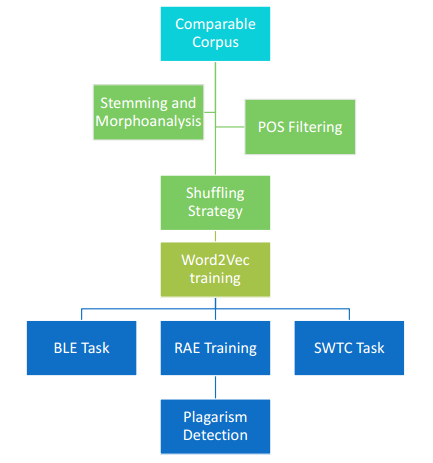 Comparable
Corpus
Stemming and
Morphoanalysis
POS Filtering
Shuffling
Strategy
Word2Vec
training
BLE Task
RAE Training
SWTC Task
Plagarism
Detection